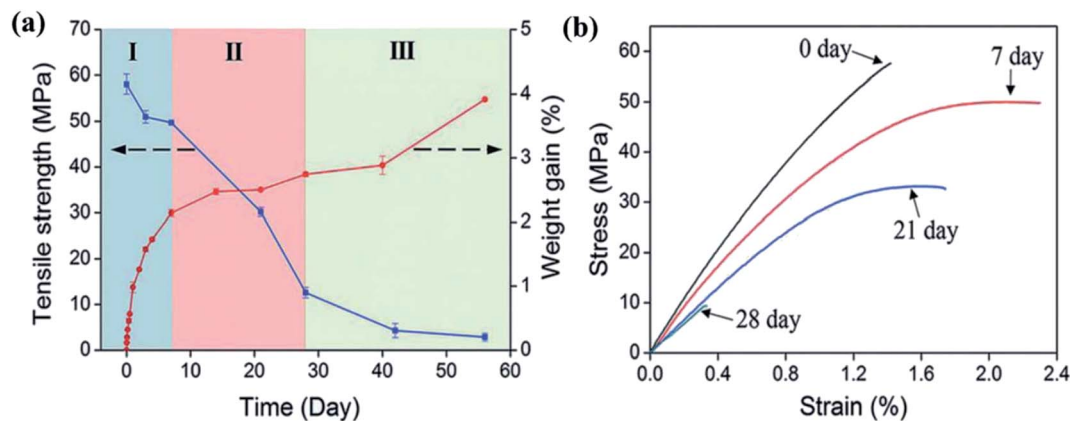 (a)
I
II
III
70
60
50
40
30
20
10
0
Tensile strength (MPa)
5
4
3
2
1
0
Weight gain (%)
0
10
20
30
40
50
60
Time (Day)
(b)
60
50
40
30
20
10
0
Stress (MPa)
0 day
7 day
21 day
28 day
0.0
0.4
0.8
1.2
1.6
2.0
2.4
Strain (%)